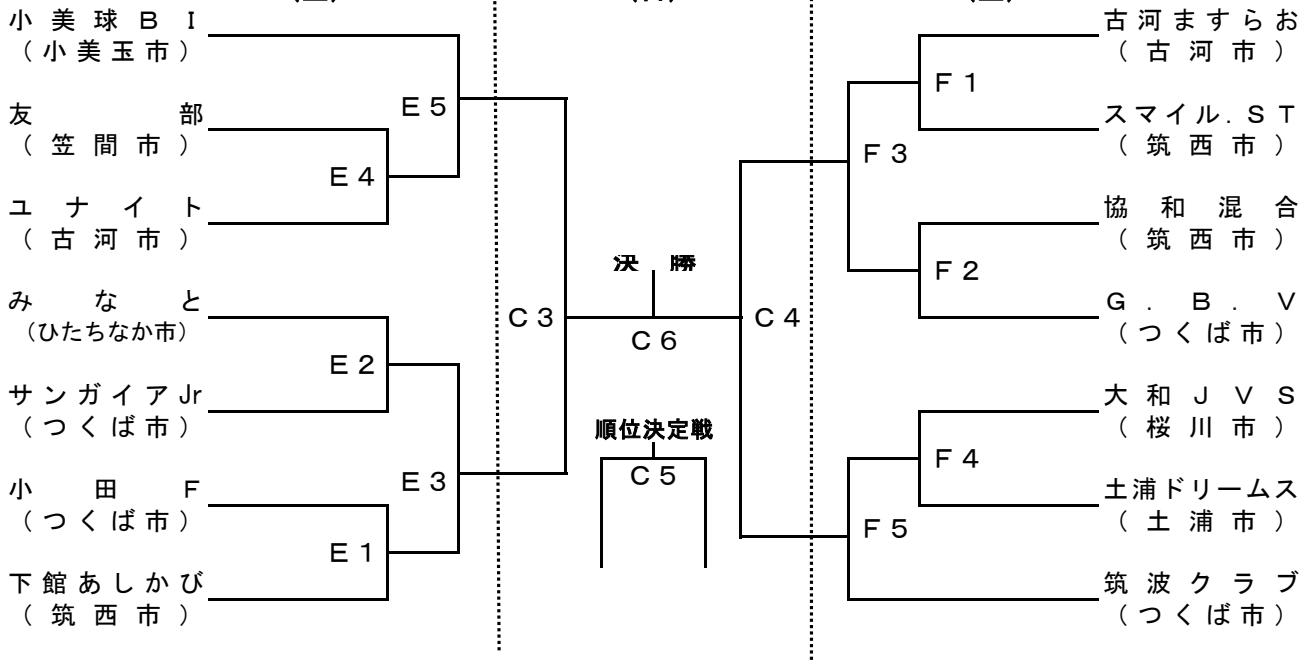 小美球ＢＩ
（小美玉市）
友部
（笠間市）
ユナイト
（古河市）
みなと
（ひたちなか市）
サンガイアJr
（つくば市）
小田Ｆ
（つくば市）
下館あしかび
（筑西市）
Ｅ５
Ｅ４
Ｅ２
Ｅ３
Ｅ１
Ｃ３
決勝
Ｃ６
順位決定戦
Ｃ５
Ｃ４
Ｆ１
Ｆ３
Ｆ２
Ｆ４
Ｆ５
古河ますらお
（古河市）
スマイル．ＳＴ
（筑西市）
協和混合
（筑西市）
Ｇ．Ｂ．Ｖ
（つくば市）
大和ＪＶＳ
（桜川市）
土浦ドリームス
（土浦市）
筑波クラブ
（つくば市）